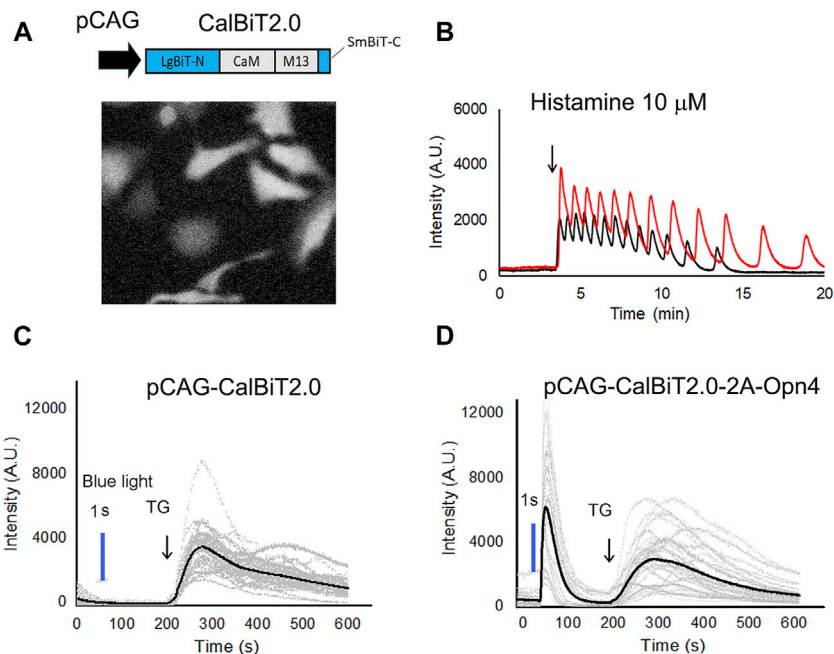 A
pCAG
CalBiT2.0
SmBiT-C
LgBiT-N
CaM
M13
B
Histamine 10 μM
6000
4000
2000
0
Intensity (A.U.)
0
5
10
15
20
Time (min)
C
pCAG-CalBiT2.0
12000
8000
4000
0
Intensity (A.U.)
Blue light
1s
TG
0
100
200
300
400
500
600
Time (s)
D
pCAG-CalBiT2.0-2A-Opn4
12000
8000
4000
0
Intensity (A.U.)
1s
TG
0
100
200
300
400
500
600
Time (s)